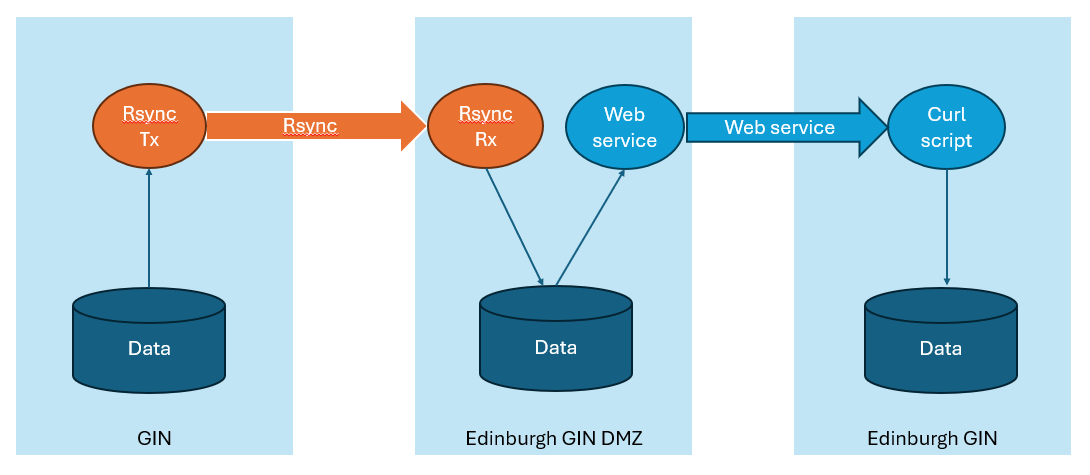 Rsync
Tx
Rsync
Rsync
Rx
Web
service
Web service
Curl
script
Data
Data
Data
GIN
Edinburgh GIN DMZ
Edinburgh GIN